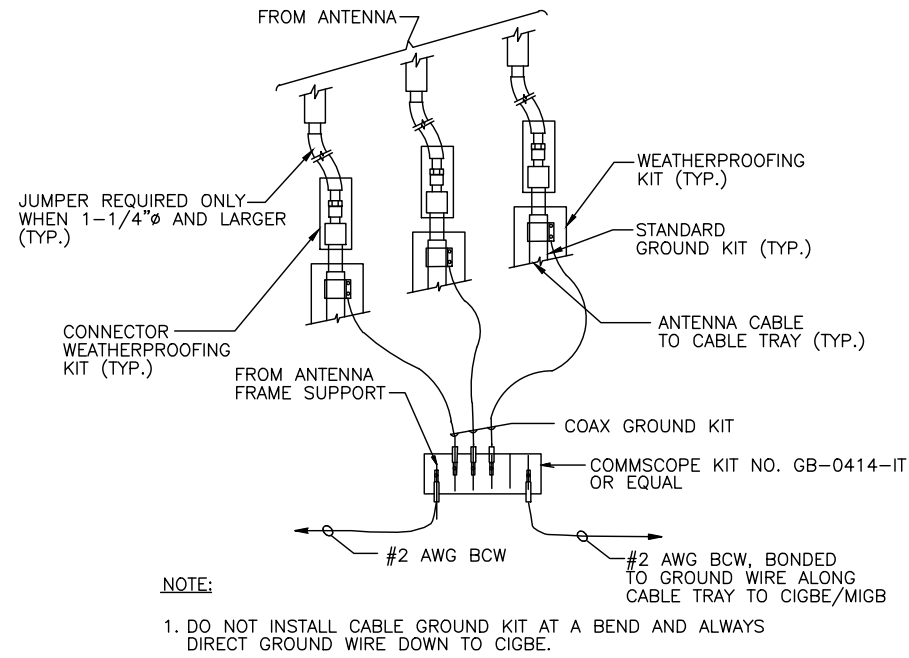 FROM ANTENNA
JUMPER REQUIRED ONLY
WHEN 1-1/4"ø AND LARGER
(TYP.)
WEATHERPROOFING
KIT (TYP.)
STANDARD
GROUND KIT (TYP.)
CONNECTOR
WEATHERPROOFING
KIT (TYP.)
ANTENNA CABLE
TO CABLE TRAY (TYP.)
FROM ANTENNA
FRAME SUPPORT
COAX GROUND KIT
COMMSCOPE KIT NO. GB-0414-IT
OR EQUAL
#2 AWG BCW
#2 AWG BCW, BONDED
TO GROUND WIRE ALONG
CABLE TRAY TO CIGBE/MIGB
NOTE:
1. DO NOT INSTALL CABLE GROUND KIT AT A BEND AND ALWAYS
DIRECT GROUND WIRE DOWN TO CIGBE.